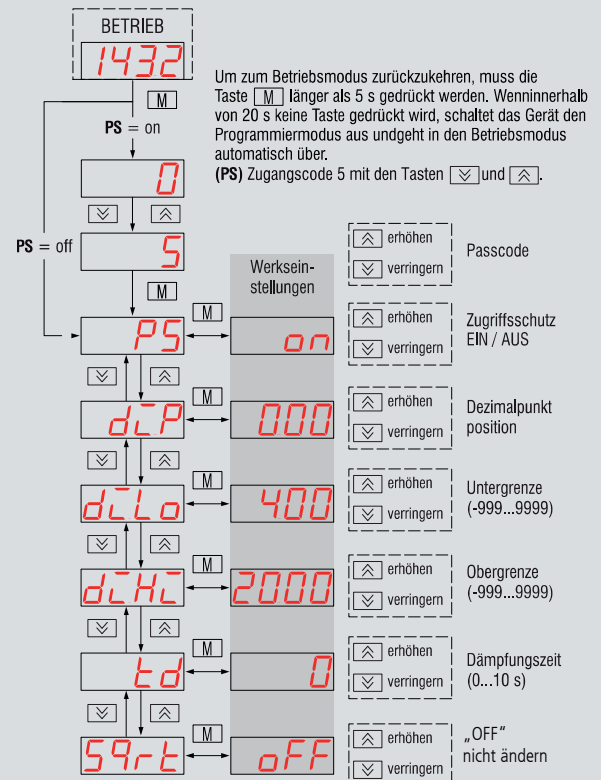 BETRIEB
1432
M
PS = on
Um zum Betriebsmodus zurückzukehren, muss die
Taste M länger als 5 s gedrückt werden. Wenninnerhalb
von 20 s keine Taste gedrückt wird, schaltet das Gerät den
Programmiermodus aus undgeht in den Betriebsmodus
automatisch über.
(PS) Zugangscode 5 mit den Tasten und .
0
PS = off
5
erhöhen
verringern
Passcode
M
Werksein-
stellungen
PS
M
on
erhöhen
verringern
Zugriffsschutz
EIN / AUS
diP
M
000
erhöhen
verringern
Dezimalpunkt
position
diLo
M
400
erhöhen
verringern
Untergrenze
(-999...9999)
diHi
M
2000
erhöhen
verringern
Obergrenze
(-999...9999)
td
M
0
erhöhen
verringern
Dämpfungszeit
(0...10 s)
Sqrt
M
oFF
erhöhen
verringern
„OFF“
nicht ändern